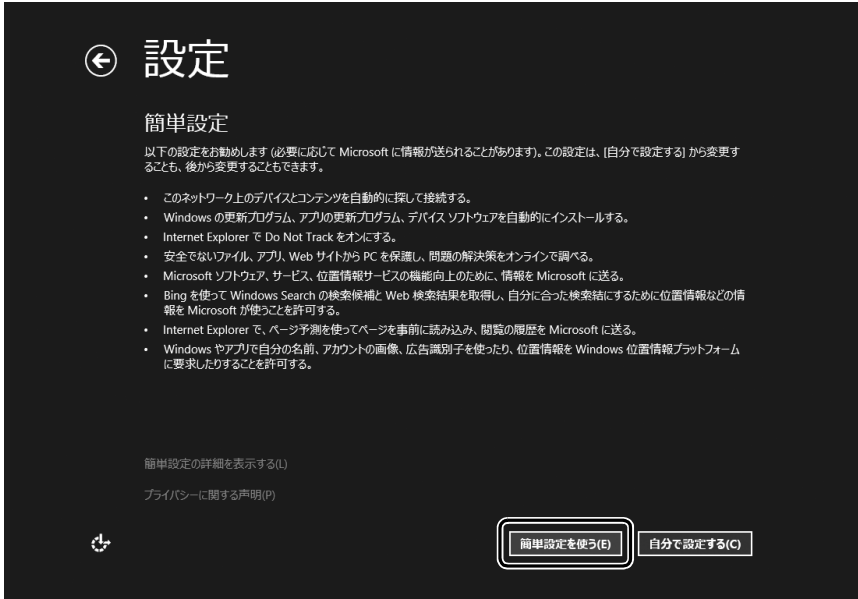 設定
簡単設定
以下の設定をお勧めします (必要に応じて Microsoft に情報が送られることがあります)。この設定は、[自分で設定する] から変更す
ることも、後から変更することもできます。
• このネットワーク上のデバイスとコンテンツを自動的に探して接続する。
• Windows の更新プログラム、アプリの更新プログラム、デバイス ソフトウェアを自動的にインストールする。
• Internet Explorer で Do Not Track をオンにする。
• 安全でないファイル、アプリ、Web サイトから PC を保護し、問題の解決策をオンラインで調べる。
• Microsoft ソフトウェア、サービス、位置情報サービスの機能向上のために、情報を Microsoft に送る。
• Bing を使って Windows Search の検索候補と Web 検索結果を取得し、自分に合った検索結にするために位置情報などの情
報を Microsoft が使うことを許可する。
• Internet Explorer で、ページ予測を使ってページを事前に読み込み、閲覧の履歴を Microsoft に送る。
• Windows やアプリで自分の名前、アカウントの画像、広告識別子を使ったり、位置情報を Windows 位置情報プラットフォーム
に要求したりすることを許可する。
簡単設定の詳細を表示する(L)
プライバシーに関する声明(P)
簡単設定を使う(E)
自分で設定する(C)